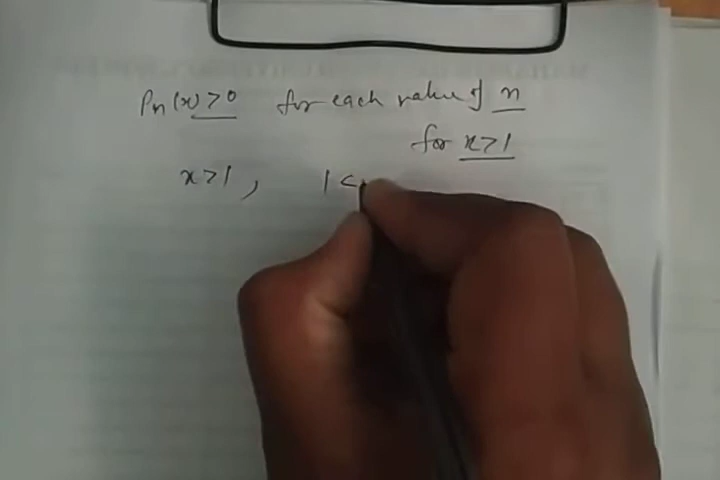 Pn(x) > 0 for each value of n
for x > 1
x > 1 , 1 <